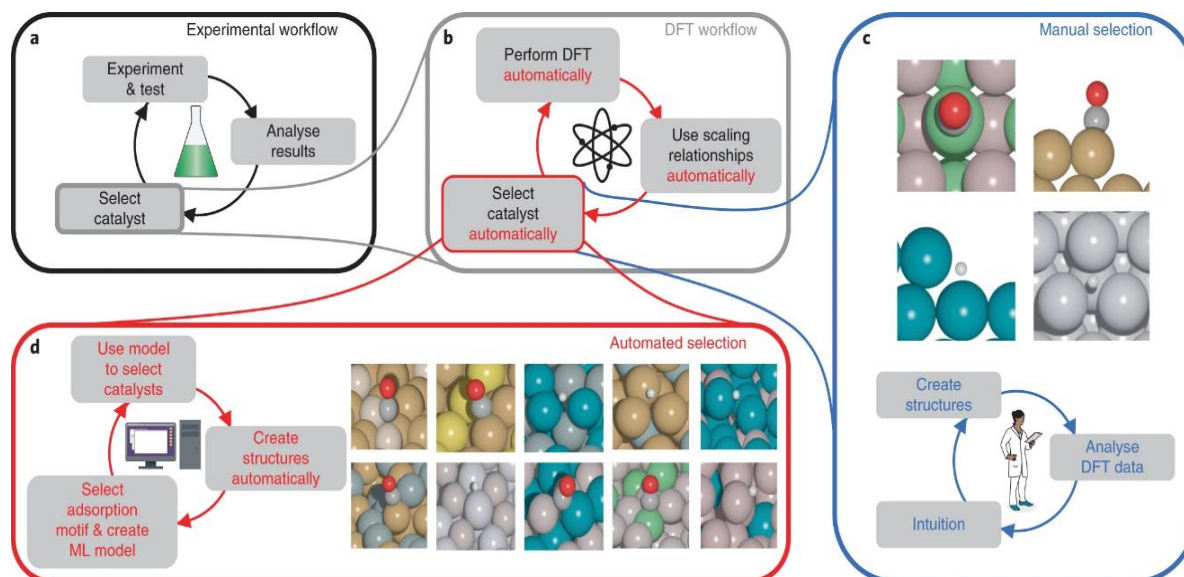 a
Experimental workflow
Experiment
& test
Analyse
results
Select
catalyst
b
DFT workflow
Perform DFT
automatically
Use scaling
relationships
automatically
Select
catalyst
automatically
c
Manual selection
Create
structures
Analyse
DFT data
Intuition
d
Automated selection
Use model
to select
catalysts
Create
structures
automatically
Select
adsorption
motif & create
ML model